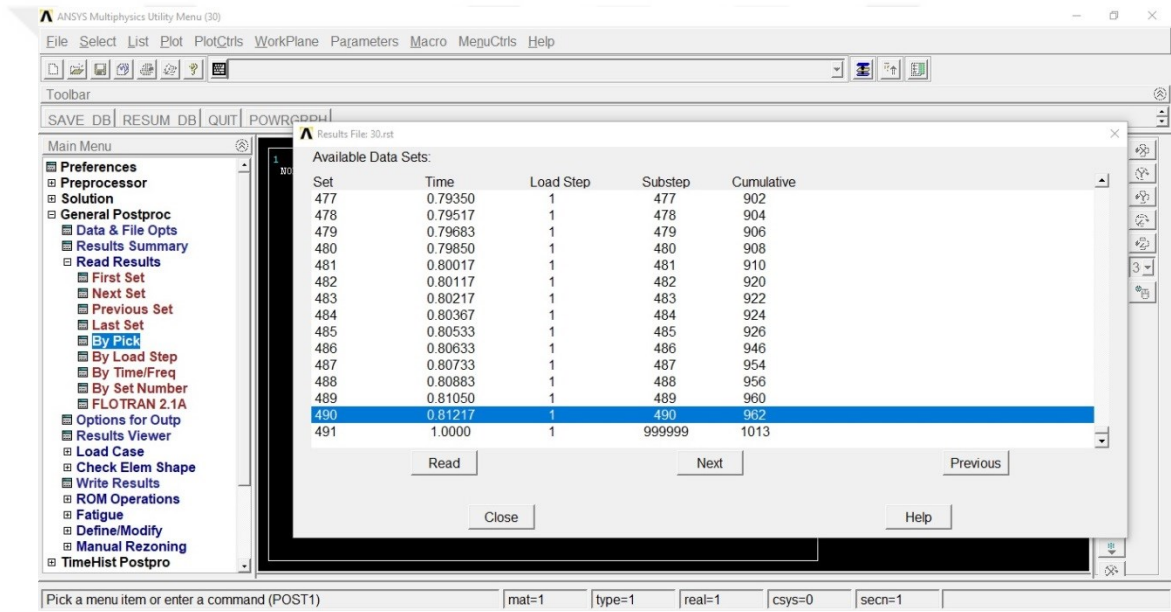 ANSYS Multiphysics Utility Menu (30)
File Select List Plot PlotCtrls WorkPlane Parameters Macro MenuCtrls Help
Toolbar
SAVE_DB RESUM_DB QUIT POWRGRPH
Main Menu
Preferences
Preprocessor
Solution
General Postproc
Data & File Opts
Results Summary
Read Results
First Set
Next Set
Previous Set
Last Set
By Pick
By Load Step
By Time/Freq
By Set Number
FLOTRAN 2.1A
Options for Outp
Results Viewer
Load Case
Check Elem Shape
Write Results
ROM Operations
Fatigue
Define/Modify
Manual Rezoning
TimeHist Postpro
1
Results File: 30.rst
Available Data Sets:
Set Time Load Step Substep Cumulative
477 0.79350 1 477 902
478 0.79517 1 478 904
479 0.79683 1 479 906
480 0.79850 1 480 908
481 0.80017 1 481 910
482 0.80117 1 482 920
483 0.80217 1 483 922
484 0.80367 1 484 924
485 0.80533 1 485 926
486 0.80633 1 486 946
487 0.80733 1 487 954
488 0.80883 1 488 956
489 0.81050 1 489 960
490 0.81217 1 490 962
491 1.0000 1 999999 1013
Read Next Previous
Close Help
3
Pick a menu item or enter a command (POST1) mat=1 type=1 real=1 csys=0 secn=1